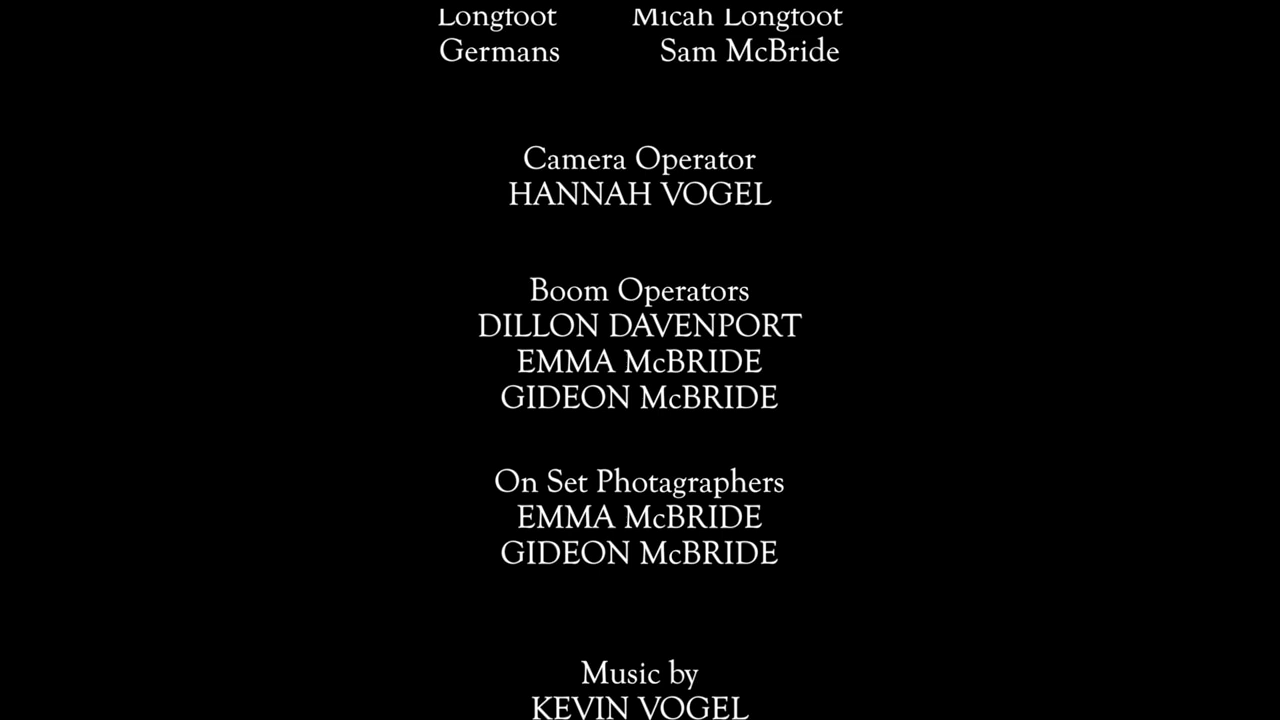 Longfoot Micah Longfoot
Germans Sam McBride
Camera Operator
HANNAH VOGEL
Boom Operators
DILLON DAVENPORT
EMMA McBRIDE
GIDEON McBRIDE
On Set Photagraphers
EMMA McBRIDE
GIDEON McBRIDE
Music by
KEVIN VOGEL